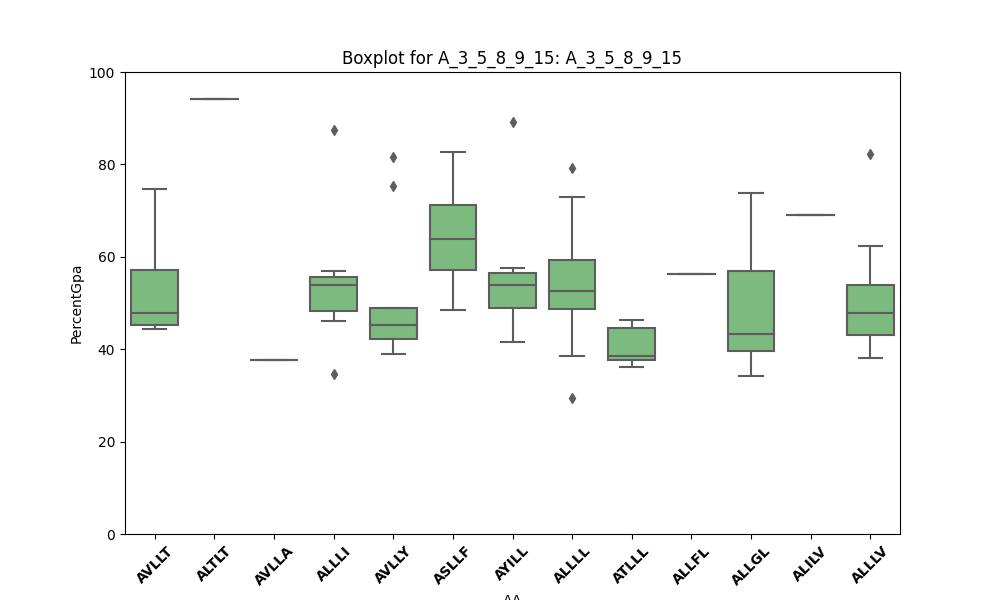 Boxplot for A_3_5_8_9_15: A_3_5_8_9_15
PercentGpa
100
80
60
40
20
0
AVLLT ALTLT AVLLA ALLLI AVLLY ASLLF AYILL ALLLL ATLLL ALLFL ALLGL ALILV ALLLV
AA